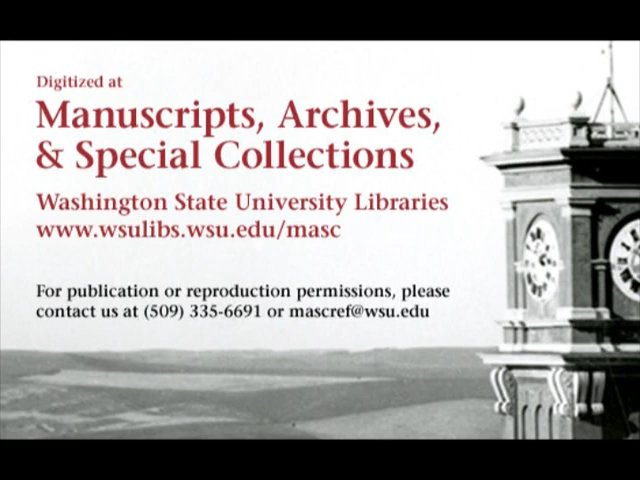 Digitized at
Manuscripts, Archives,
& Special Collections
Washington State University Libraries
www.wsulibs.wsu.edu/masc
For publication or reproduction permissions, please
contact us at (509) 335-6691 or mascref@wsu.edu